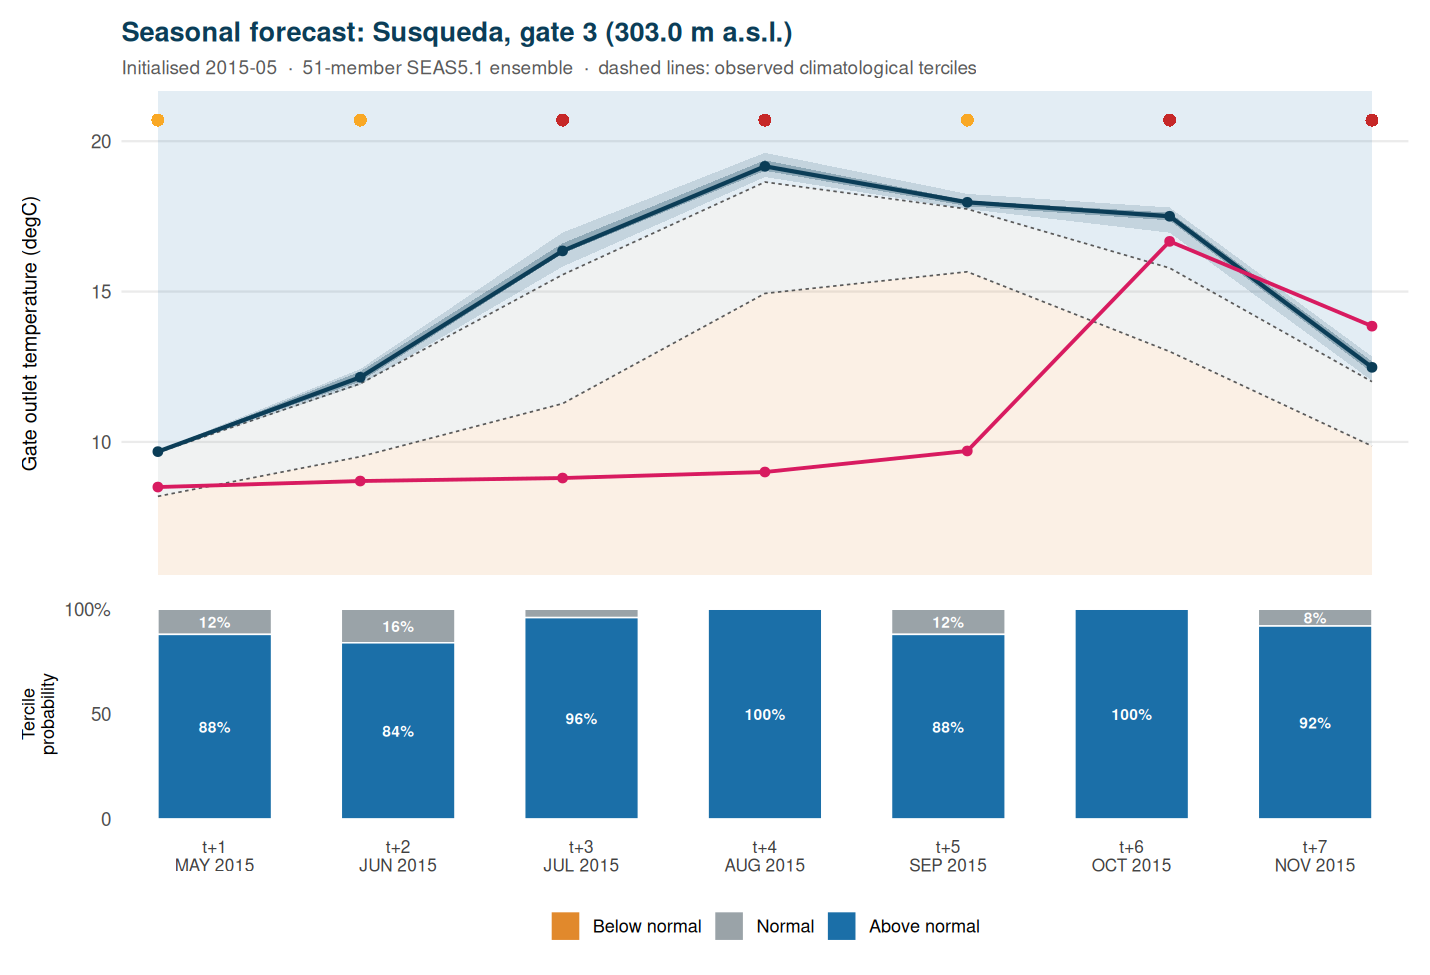 Seasonal forecast: Susqueda, gate 3 (303.0 m a.s.l.)
Initialised 2015-05 · 51-member SEAS5.1 ensemble · dashed lines: observed climatological terciles
Gate outlet temperature (degC)
20
15
10
Tercile
probability
100%
50
0
12%
16%
12%
8%
88%
84%
96%
100%
88%
100%
92%
t+1
MAY 2015
t+2
JUN 2015
t+3
JUL 2015
t+4
AUG 2015
t+5
SEP 2015
t+6
OCT 2015
t+7
NOV 2015
Below normal
Normal
Above normal